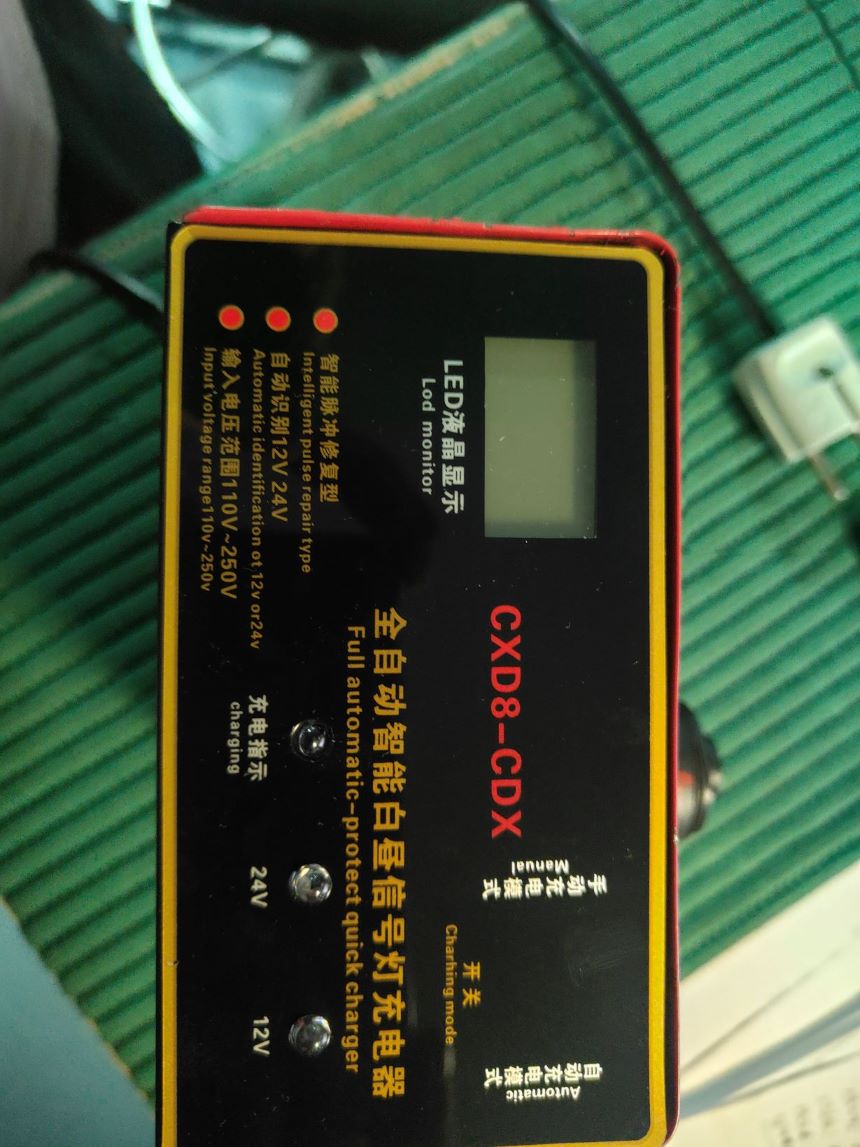 LED液晶显示
Lod monitor
智能脉冲修复型
Intelligent pulse repair type
自动识别12V 24V
Automatic identification ot 12v or24v
输入电压范围110V~250V
Input voltage range110v~250v
CXD8-CDX
全自动智能白昼信号灯充电器
Full automatic-protect quick charger
手动充电模式
Manual
开关
Charhing mode
自动充电模式
Automatic
充电指示
charging
24V
12V